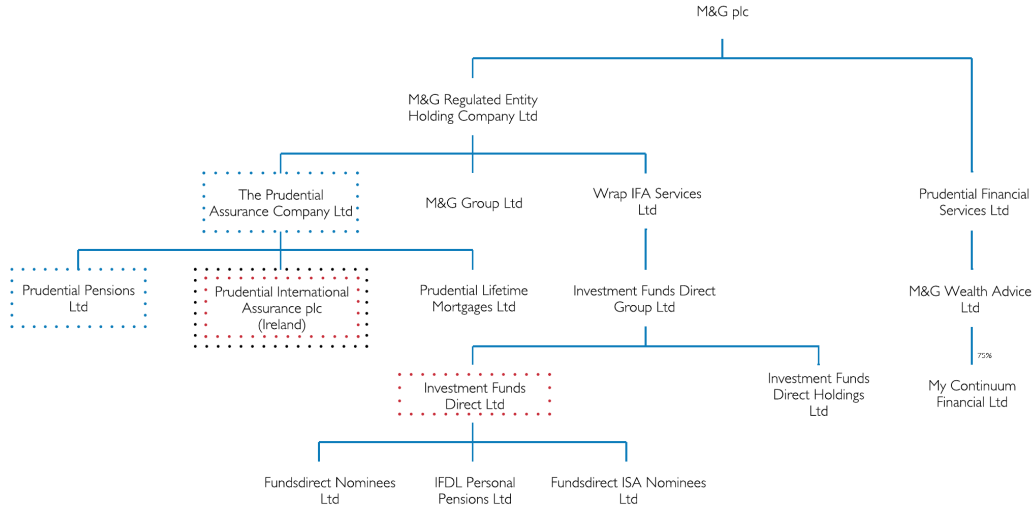 M&G plc
M&G Regulated Entity
Holding Company Ltd
The Prudential
Assurance Company Ltd
M&G Group Ltd
Wrap IFA Services
Ltd
Prudential Financial
Services Ltd
Prudential Pensions
Ltd
Prudential International
Assurance plc
(Ireland)
Prudential Lifetime
Mortgages Ltd
Investment Funds Direct
Group Ltd
M&G Wealth Advice
Ltd
75%
Investment Funds
Direct Ltd
Investment Funds
Direct Holdings
Ltd
My Continuum
Financial Ltd
Fundsdirect Nominees
Ltd
IFDL Personal
Pensions Ltd
Fundsdirect ISA Nominees
Ltd